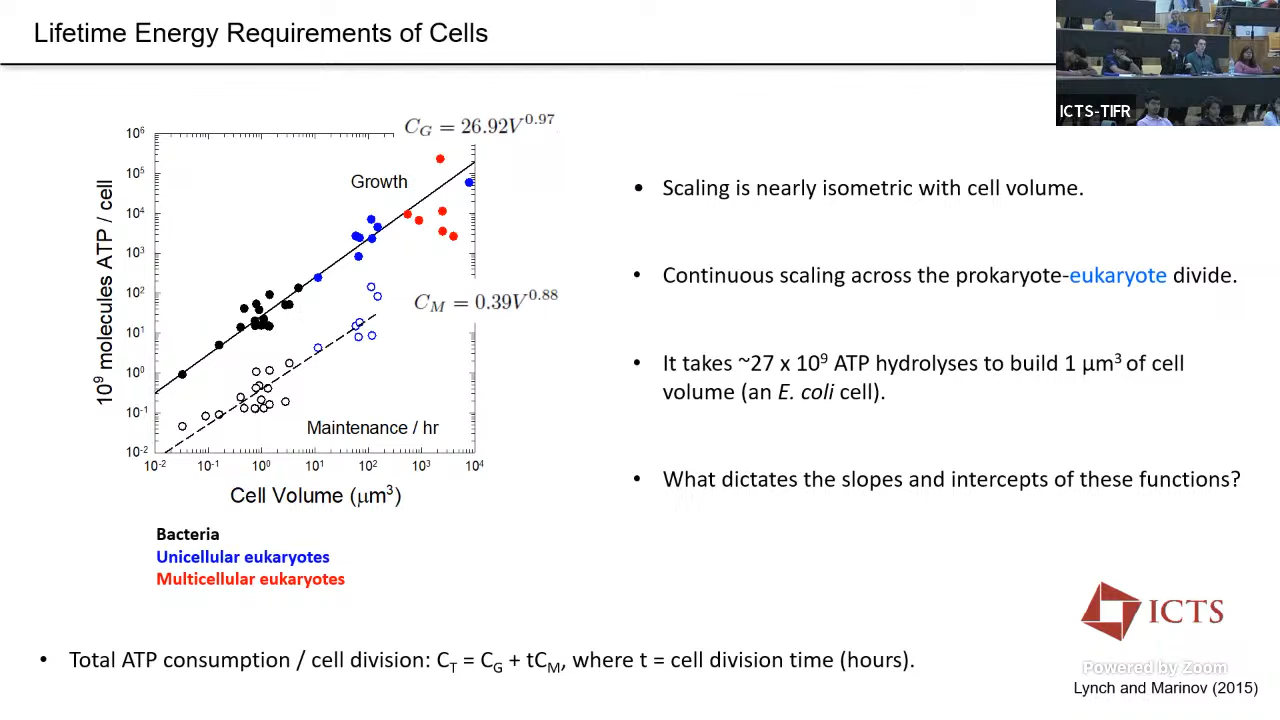 Lifetime Energy Requirements of Cells
ICTS-TIFR
C_G = 26.92V^0.97
10^6
10^5
10^4
10^3
10^2
10^1
10^0
10^-1
10^-2
10^9 molecules ATP / cell
Growth
C_M = 0.39V^0.88
Maintenance / hr
10^-2 10^-1 10^0 10^1 10^2 10^3 10^4
Cell Volume (μm^3)
Bacteria
Unicellular eukaryotes
Multicellular eukaryotes
• Scaling is nearly isometric with cell volume.
• Continuous scaling across the prokaryote-eukaryote divide.
• It takes ~27 x 10^9 ATP hydrolyses to build 1 μm^3 of cell
volume (an E. coli cell).
• What dictates the slopes and intercepts of these functions?
• Total ATP consumption / cell division: C_T = C_G + tC_M, where t = cell division time (hours).
ICTS
Powered by Zoom
Lynch and Marinov (2015)